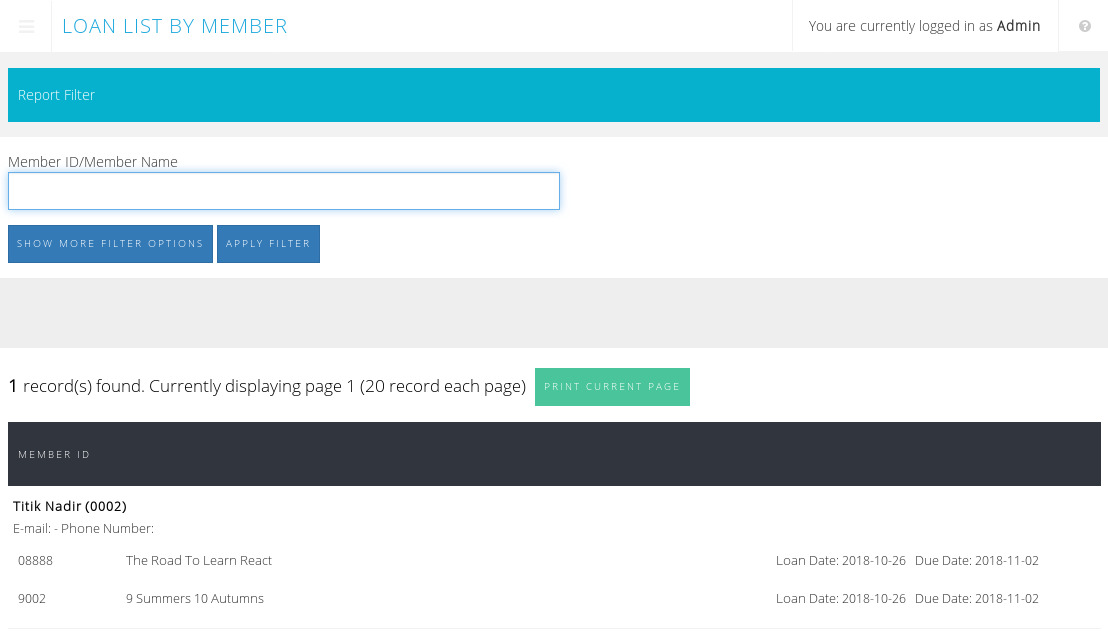 LOAN LIST BY MEMBER
You are currently logged in as Admin
Report Filter
Member ID/Member Name
SHOW MORE FILTER OPTIONS
APPLY FILTER
1 record(s) found. Currently displaying page 1 (20 record each page)
PRINT CURRENT PAGE
MEMBER ID
Titik Nadir (0002)
E-mail: - Phone Number:
08888 The Road To Learn React Loan Date: 2018-10-26 Due Date: 2018-11-02
9002 9 Summers 10 Autumns Loan Date: 2018-10-26 Due Date: 2018-11-02